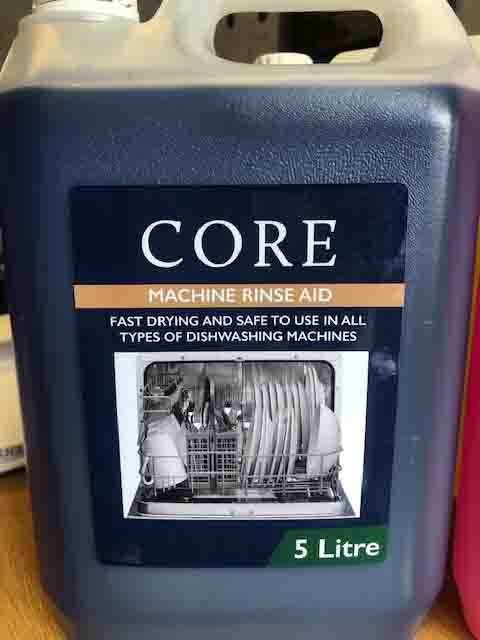 CORE
MACHINE RINSE AID
FAST DRYING AND SAFE TO USE IN ALL
TYPES OF DISHWASHING MACHINES
5 Litre